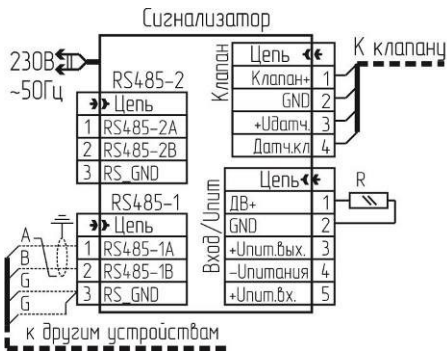 Сигнализатор
230В
~50Гц
RS485-2
Цепь
1 RS485-2A
2 RS485-2B
3 RS_GND
RS485-1
Цепь
1 RS485-1A
2 RS485-1B
3 RS_GND
A
B
G
G
к другим устройствам
Клапан
Цепь
Клапан+ 1
GND 2
+Uдатч. 3
Датч.кл 4
К клапану
Вход/Uпит
Цепь
ДВ+ 1
GND 2
+Uпит.вых. 3
-Uпитания 4
+Uпит.вх. 5
R